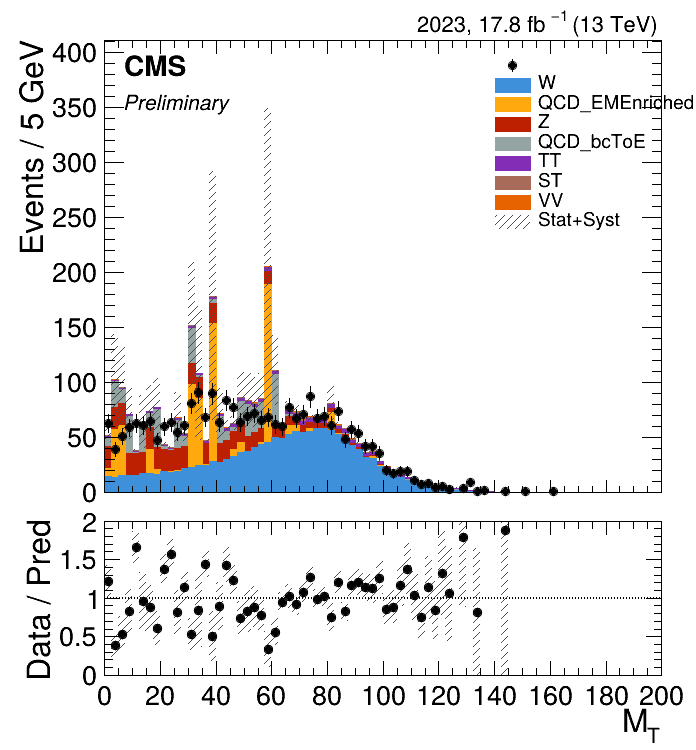 2023, 17.8 fb⁻¹ (13 TeV)
CMS
Preliminary
W
QCD_EMEnriched
Z
QCD_bcToE
TT
ST
VV
Stat+Syst
Events / 5 GeV
400
350
300
250
200
150
100
50
0
Data / Pred
2
1.5
1
0.5
0
0 20 40 60 80 100 120 140 160 180 200
M_T